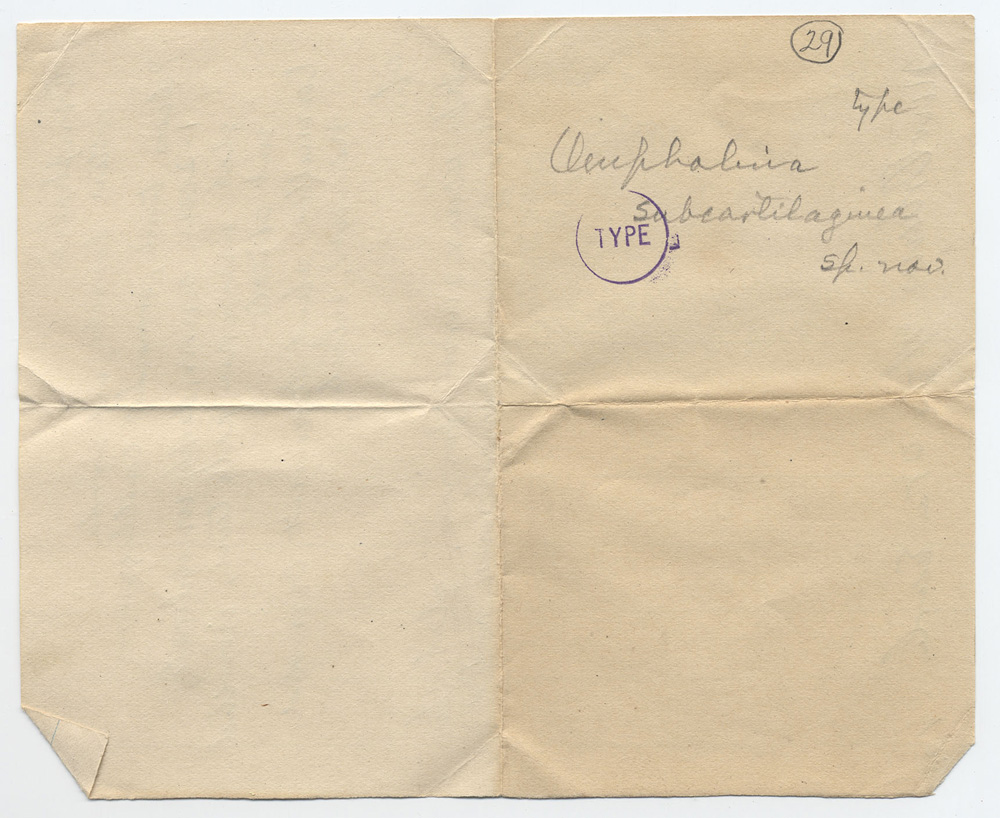 29
type
Omphalina
subcartilaginea
TYPE
sp. nov.